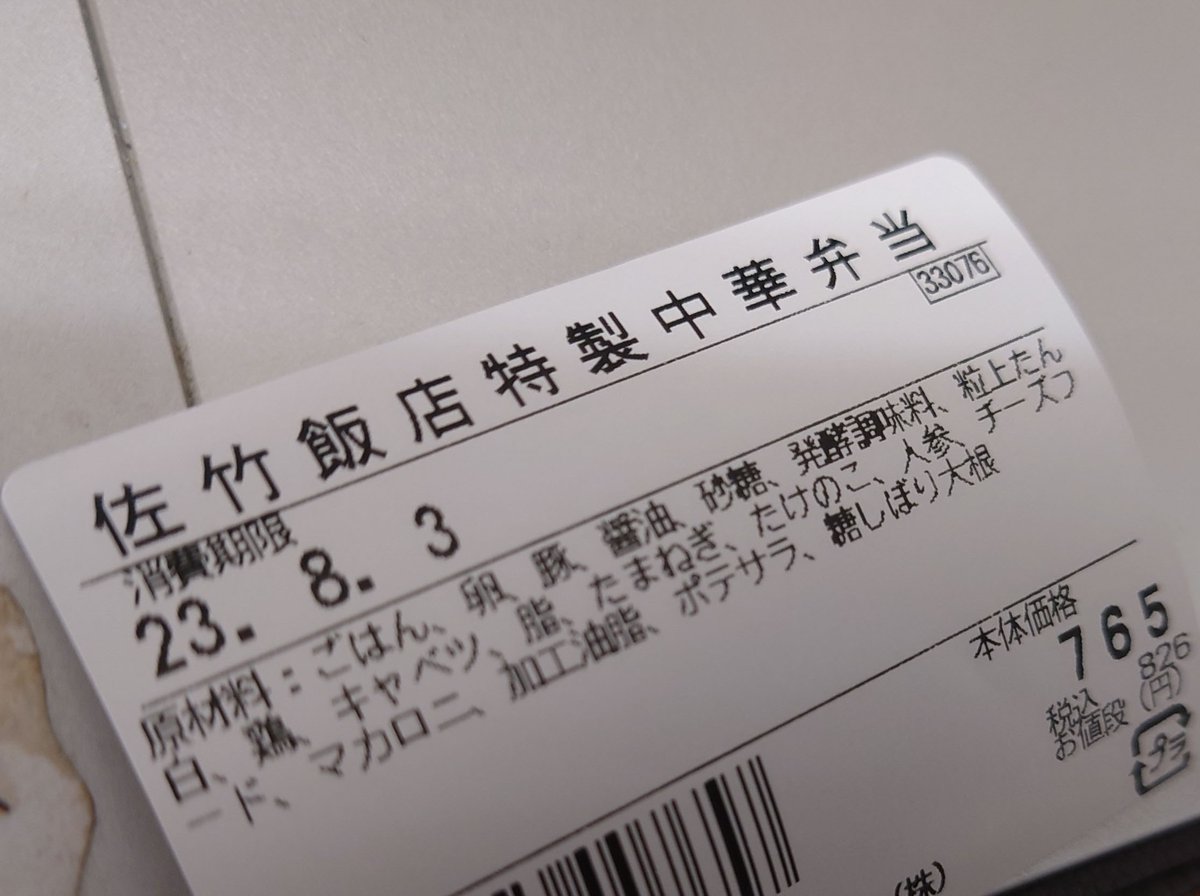 佐竹飯店特製中華弁当
33076
消費期限
23. 8. 3
原材料：ごはん、卵、豚、醤油、砂糖、発酵調味料、粒上たん
白、鶏、キャベツ、脂、たまねぎ、たけのこ、人参、チーズフ
ード、マカロニ、加工油脂、ポテサラ、糖しぼり大根
本体価格
765
税込
お値段
826
(円)
プラ
(株)